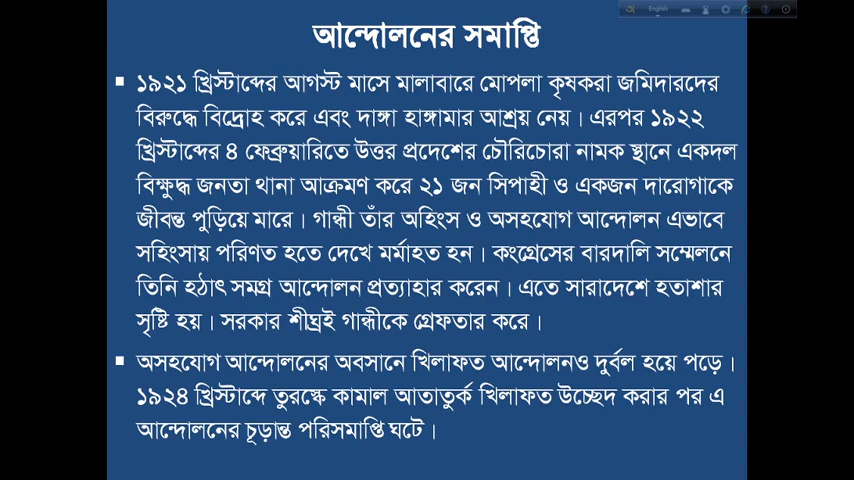 English
আন্দোলনের সমাপ্তি
১৯২১ খ্রিস্টাব্দের আগস্ট মাসে মালাবারে মোপলা কৃষকরা জমিদারদের
বিরুদ্ধে বিদ্রোহ করে এবং দাঙ্গা হাঙ্গামার আশ্রয় নেয়। এরপর ১৯২২
খ্রিস্টাব্দের ৪ ফেব্রুয়ারিতে উত্তর প্রদেশের চৌরিচোরা নামক স্থানে একদল
বিক্ষুদ্ধ জনতা থানা আক্রমণ করে ২১ জন সিপাহী ও একজন দারোগাকে
জীবন্ত পুড়িয়ে মারে। গান্ধী তাঁর অহিংস ও অসহযোগ আন্দোলন এভাবে
সহিংসায় পরিণত হতে দেখে মর্মাহত হন। কংগ্রেসের বারদালি সম্মেলনে
তিনি হঠাৎ সমগ্র আন্দোলন প্রত্যাহার করেন। এতে সারাদেশে হতাশার
সৃষ্টি হয়। সরকার শীঘ্রই গান্ধীকে গ্রেফতার করে।
অসহযোগ আন্দোলনের অবসানে খিলাফত আন্দোলনও দুর্বল হয়ে পড়ে।
১৯২৪ খ্রিস্টাব্দে তুরস্কে কামাল আতাতুর্ক খিলাফত উচ্ছেদ করার পর এ
আন্দোলনের চূড়ান্ত পরিসমাপ্তি ঘটে।